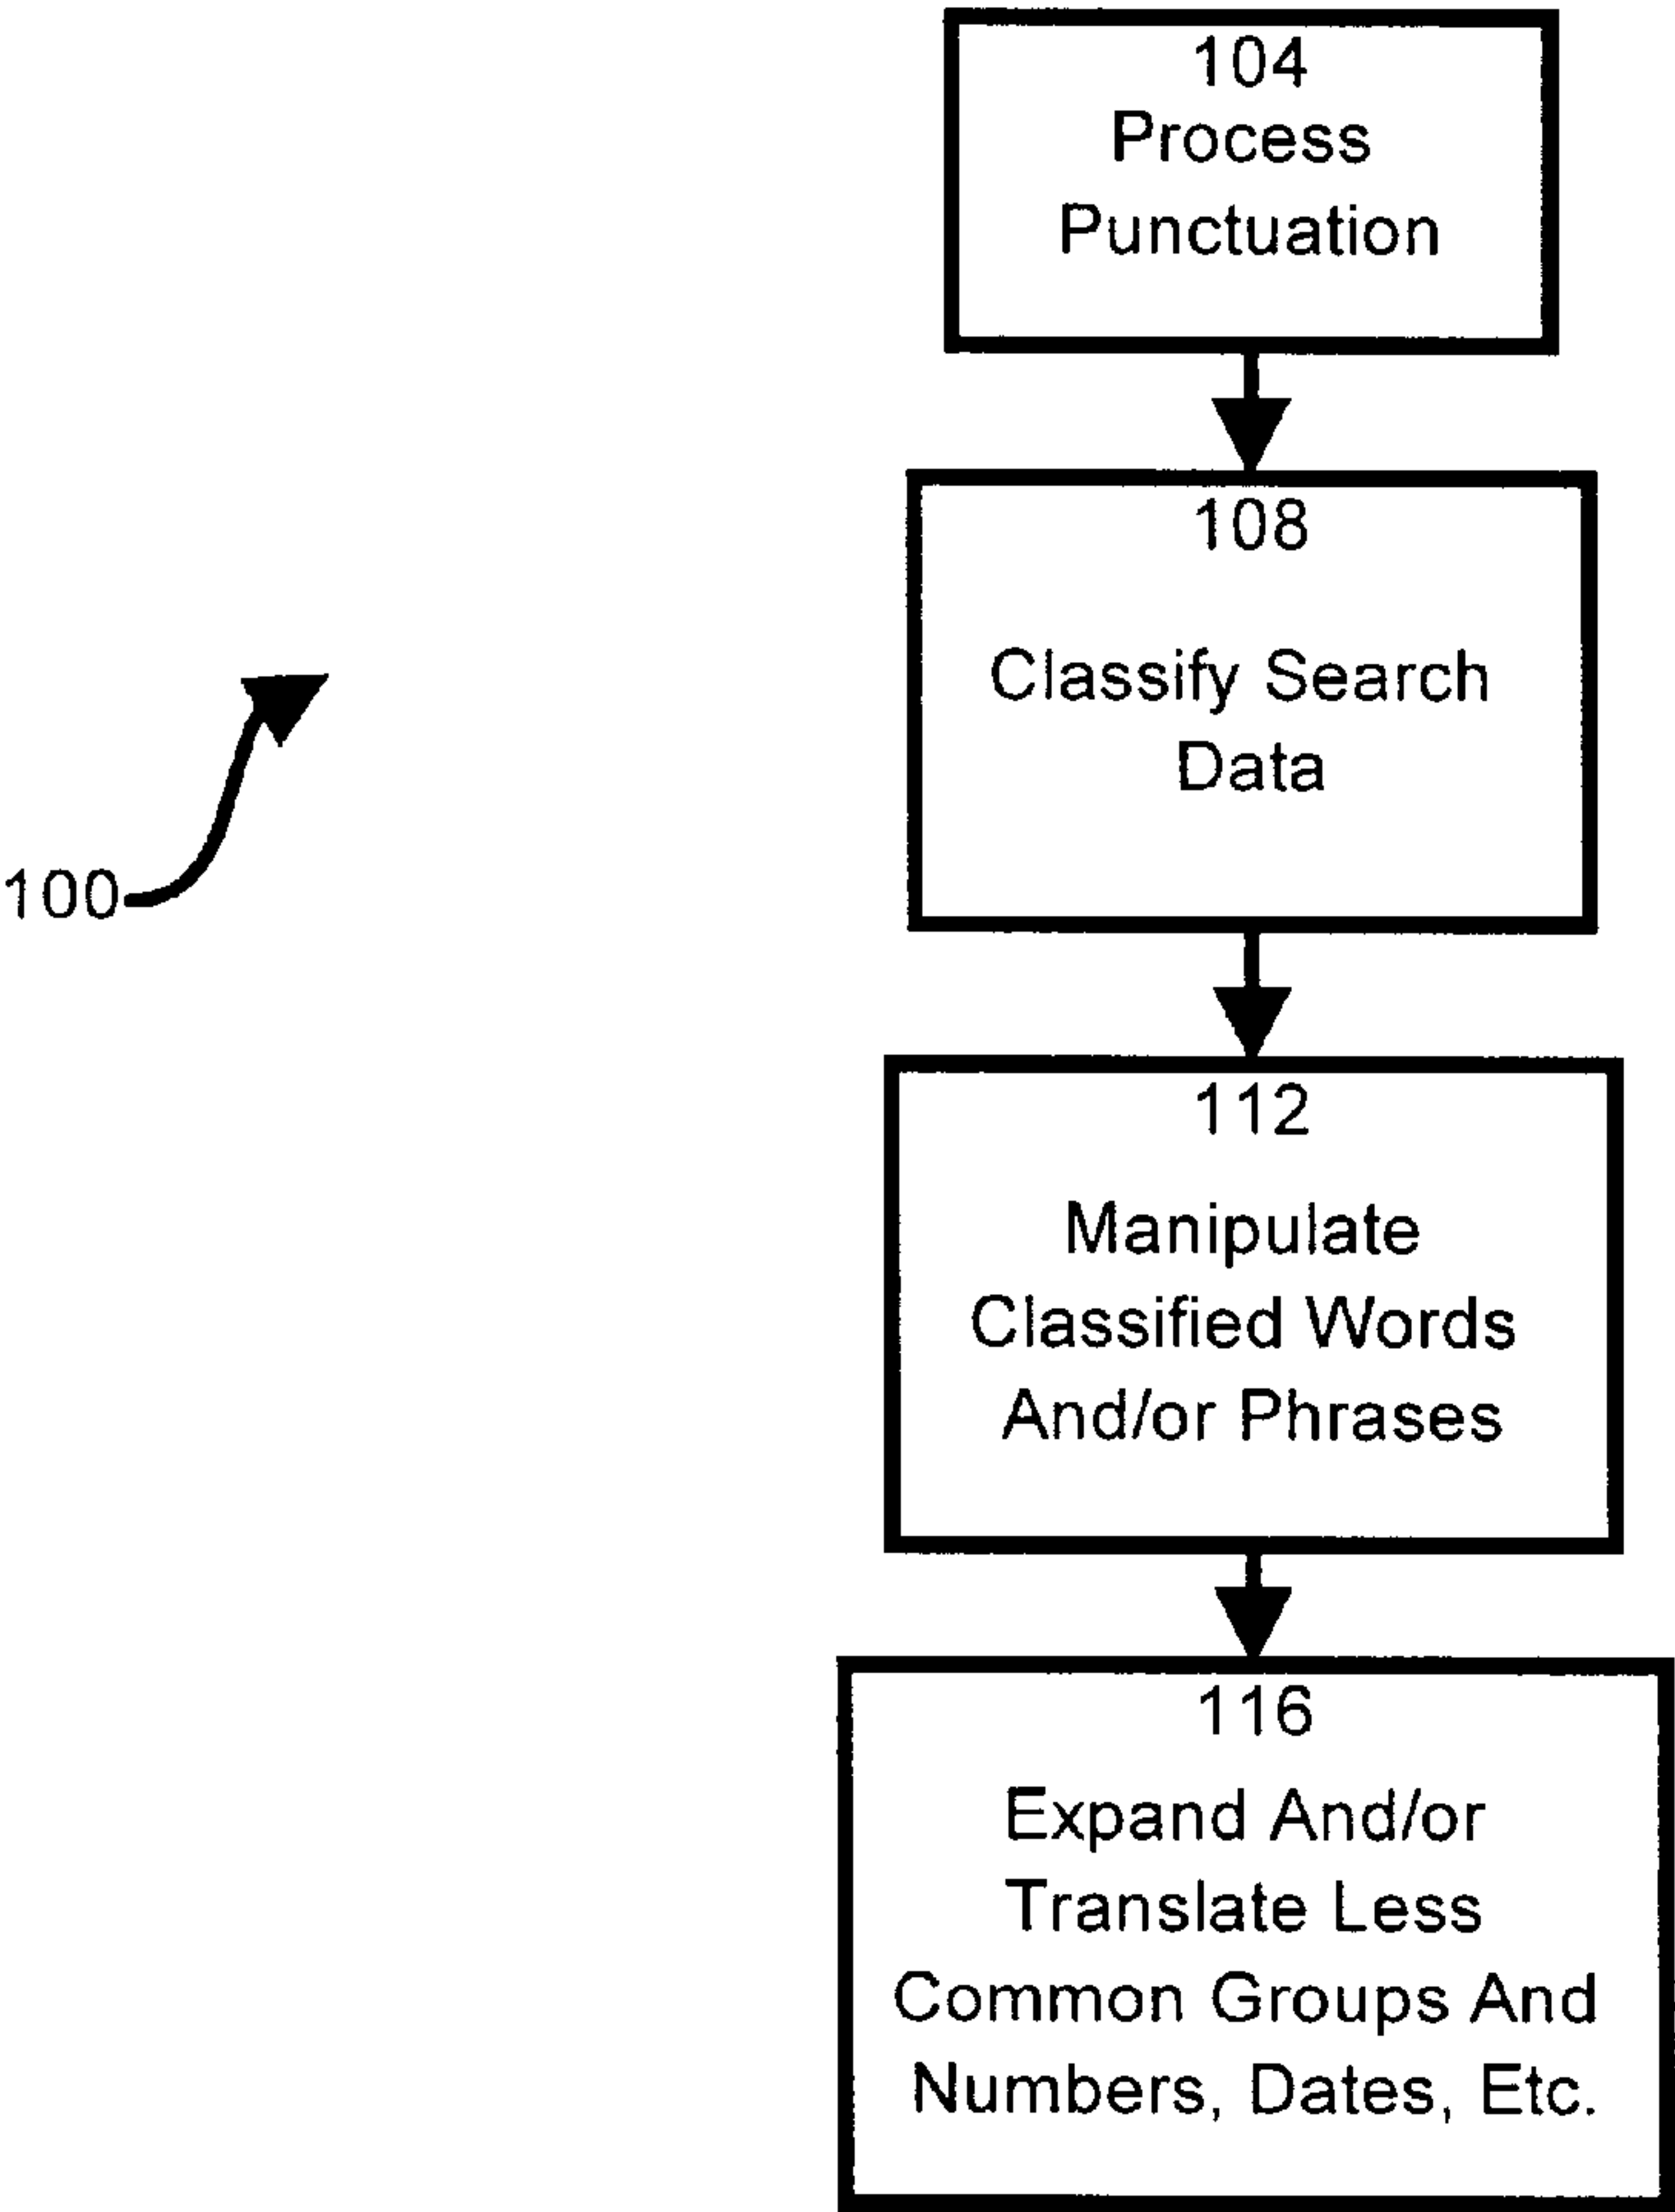 104
Process
Punctuation
108
Classify Search
Data
100
112
Manipulate
Classified Words
And/or Phrases
116
Expand And/or
Translate Less
Common Groups And
Numbers, Dates, Etc.